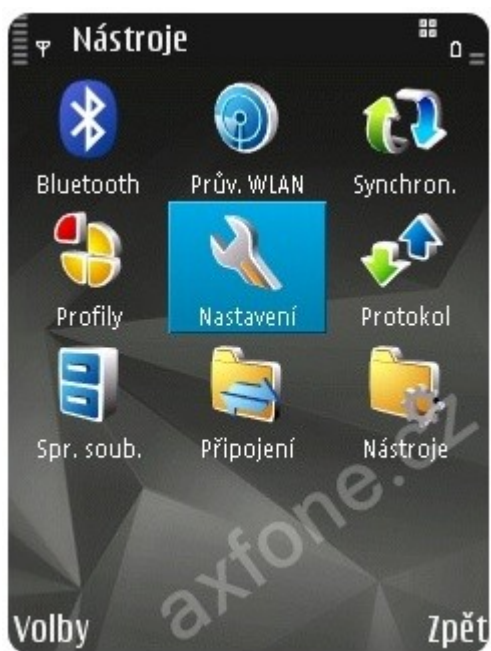 Nástroje
Bluetooth Prův. WLAN Synchron.
Profily Nastavení Protokol
Spr. soub. Připojení Nástroje
axfone.cz
Volby Zpět